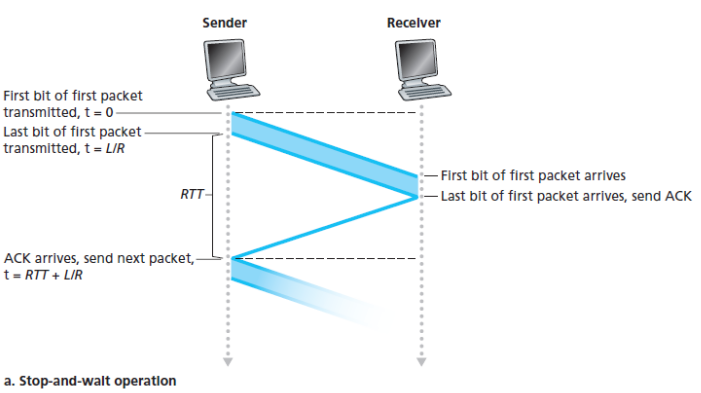 Sender
Receiver
First bit of first packet
transmitted, t = 0
Last bit of first packet
transmitted, t = L/R
First bit of first packet arrives
Last bit of first packet arrives, send ACK
RTT
ACK arrives, send next packet,
t = RTT + L/R
a. Stop-and-wait operation